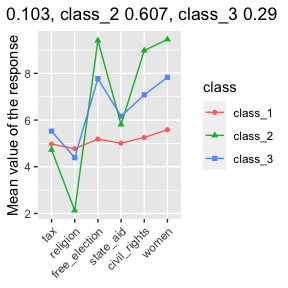 0.103, class_2 0.607, class_3 0.29
Mean value of the response
8
6
4
2
tax
religion
free_election
state_aid
civil_rights
women
class
class_1
class_2
class_3